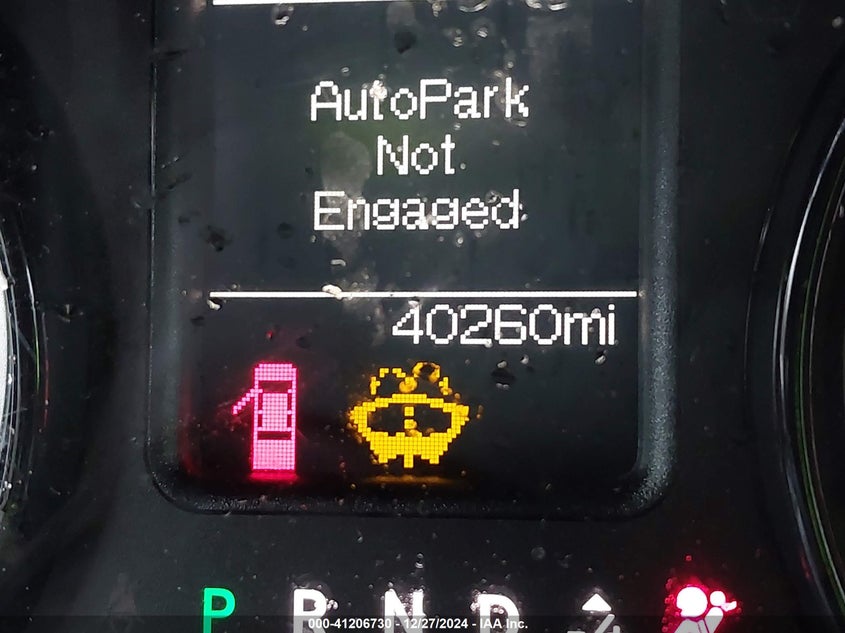 AutoPark
Not
Engaged
40260mi
P R N D
000-41206730 - 12/27/2024 - IAA Inc.